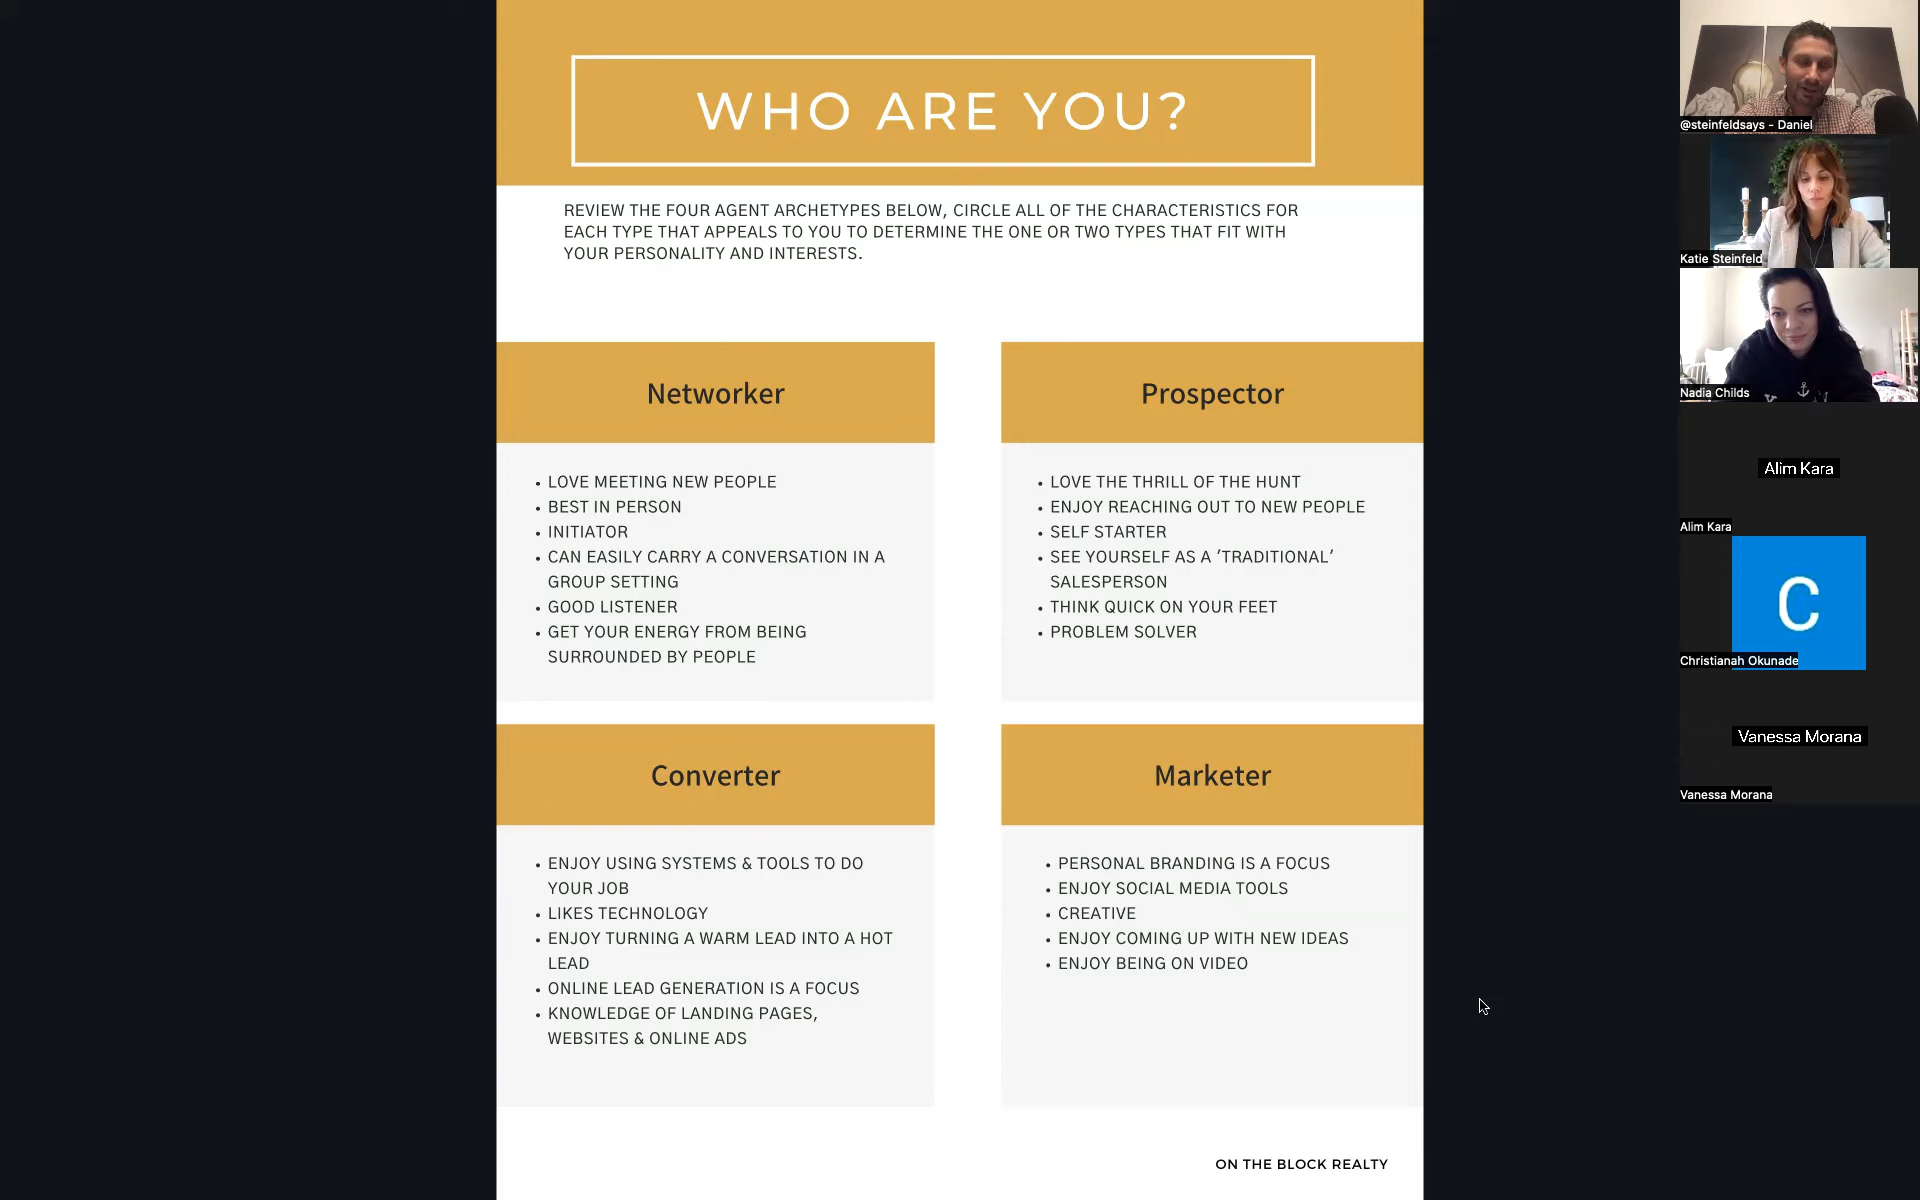 WHO ARE YOU?
REVIEW THE FOUR AGENT ARCHETYPES BELOW, CIRCLE ALL OF THE CHARACTERISTICS FOR
EACH TYPE THAT APPEALS TO YOU TO DETERMINE THE ONE OR TWO TYPES THAT FIT WITH
YOUR PERSONALITY AND INTERESTS.
Networker
• LOVE MEETING NEW PEOPLE
• BEST IN PERSON
• INITIATOR
• CAN EASILY CARRY A CONVERSATION IN A
GROUP SETTING
• GOOD LISTENER
• GET YOUR ENERGY FROM BEING
SURROUNDED BY PEOPLE
Prospector
• LOVE THE THRILL OF THE HUNT
• ENJOY REACHING OUT TO NEW PEOPLE
• SELF STARTER
• SEE YOURSELF AS A 'TRADITIONAL'
SALESPERSON
• THINK QUICK ON YOUR FEET
• PROBLEM SOLVER
Converter
• ENJOY USING SYSTEMS & TOOLS TO DO
YOUR JOB
• LIKES TECHNOLOGY
• ENJOY TURNING A WARM LEAD INTO A HOT
LEAD
• ONLINE LEAD GENERATION IS A FOCUS
• KNOWLEDGE OF LANDING PAGES,
WEBSITES & ONLINE ADS
Marketer
• PERSONAL BRANDING IS A FOCUS
• ENJOY SOCIAL MEDIA TOOLS
• CREATIVE
• ENJOY COMING UP WITH NEW IDEAS
• ENJOY BEING ON VIDEO
ON THE BLOCK REALTY
@steinfeldsays - Daniel
Katie Steinfeld
Nadia Childs
Alim Kara
Alim Kara
C
Christianah Okunade
Vanessa Morana
Vanessa Morana